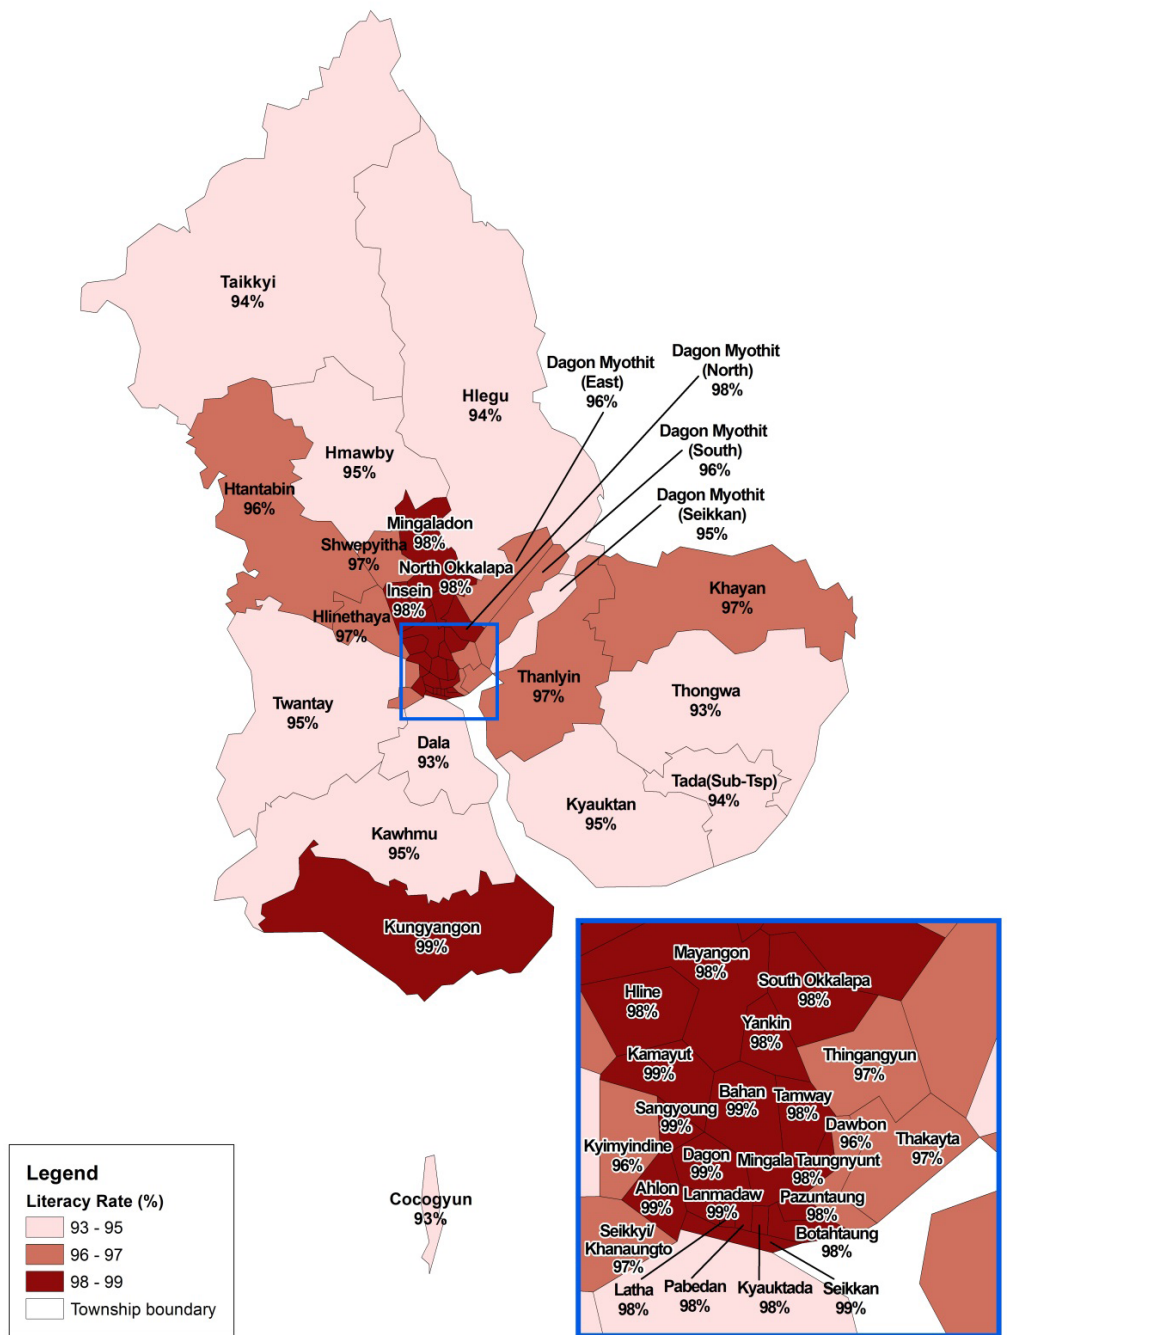 Taikkyi
94%
Hlegu
94%
Dagon Myothit
(East)
96%
Dagon Myothit
(North)
98%
Dagon Myothit
(South)
96%
Dagon Myothit
(Seikkan)
95%
Hmawby
95%
Htantabin
96%
Mingaladon
98%
Shwepyitha
97%
North Okkalapa
98%
Insein
98%
Hlinethaya
97%
Khayan
97%
Thanlyin
97%
Thongwa
93%
Twantay
95%
Dala
93%
Tada(Sub-Tsp)
94%
Kyauktan
95%
Kawhmu
95%
Kungyangon
99%
Cocogyun
93%
Mayangon
98%
South Okkalapa
98%
Hline
98%
Yankin
98%
Kamayut
99%
Thingangyun
97%
Bahan
99%
Tamway
98%
Sangyoung
99%
Dawbon
96%
Thakayta
97%
Kyimyindine
96%
Dagon
99%
Mingala Taungnyunt
98%
Ahlon
99%
Lanmadaw
99%
Pazuntaung
98%
Seikkyi/
Khanaungto
97%
Botahtaung
98%
Latha
98%
Pabedan
98%
Kyauktada
98%
Seikkan
99%
Legend
Literacy Rate (%)
93 - 95
96 - 97
98 - 99
Township boundary